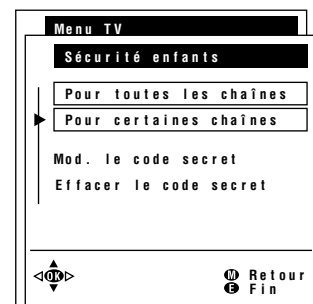 Menu TV
Sécurité enfants
Pour toutes les chaînes
Pour certaines chaînes
Mod. le code secret
Effacer le code secret
OK
M Retour
E Fin